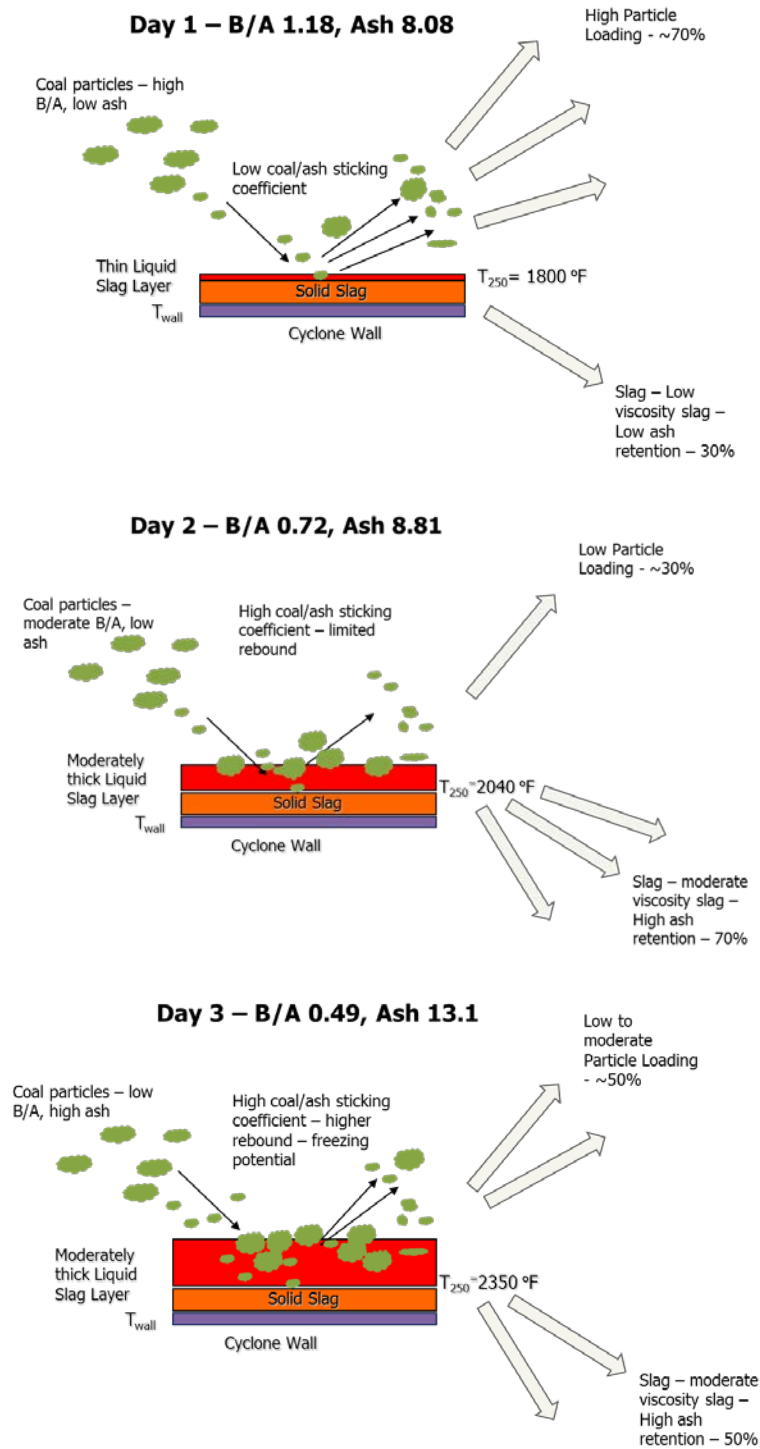 Day 1 – B/A 1.18, Ash 8.08
High Particle
Loading - ~70%
Coal particles – high
B/A, low ash
Low coal/ash sticking
coefficient
Thin Liquid
Slag Layer
T250= 1800 °F
Solid Slag
Twall
Cyclone Wall
Slag – Low
viscosity slag –
Low ash
retention – 30%
Day 2 – B/A 0.72, Ash 8.81
Low Particle
Loading - ~30%
Coal particles –
moderate B/A, low
ash
High coal/ash sticking
coefficient – limited
rebound
Moderately
thick Liquid
Slag Layer
T250=2040 °F
Solid Slag
Twall
Cyclone Wall
Slag – moderate
viscosity slag –
High ash
retention – 70%
Day 3 – B/A 0.49, Ash 13.1
Low to
moderate
Particle Loading
- ~50%
Coal particles – low
B/A, high ash
High coal/ash sticking
coefficient – higher
rebound – freezing
potential
Moderately
thick Liquid
Slag Layer
T250=2350 °F
Solid Slag
Twall
Cyclone Wall
Slag – moderate
viscosity slag –
High ash
retention – 50%